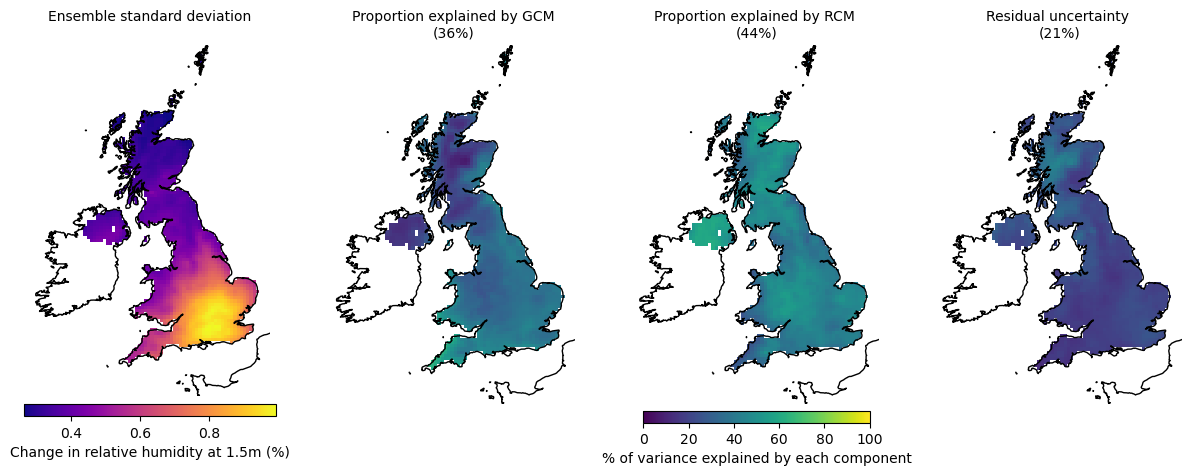 Ensemble standard deviation
Proportion explained by GCM
(36%)
Proportion explained by RCM
(44%)
Residual uncertainty
(21%)
0.4 0.6 0.8
Change in relative humidity at 1.5m (%)
0 20 40 60 80 100
% of variance explained by each component